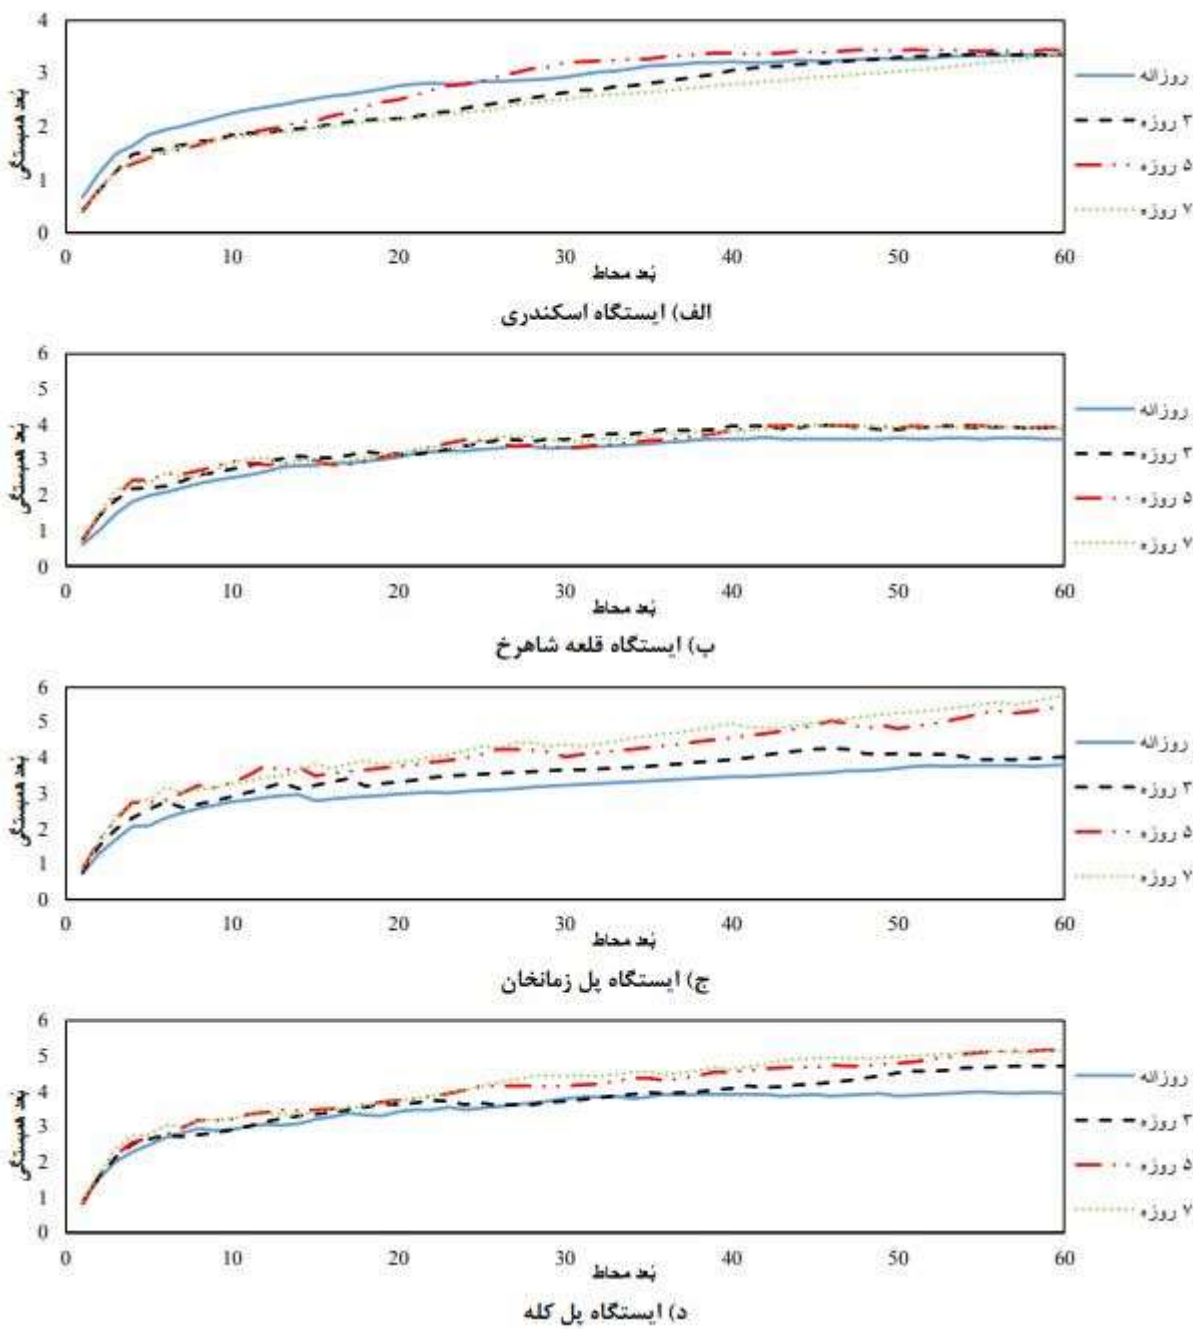 4
3
2
1
0
بُعد همبستگی
0 10 20 30 40 50 60
بُعد محاط
روزانه
۳ روزه
۵ روزه
۷ روزه
الف) ایستگاه اسکندری
6
5
4
3
2
1
0
بُعد همبستگی
0 10 20 30 40 50 60
بُعد محاط
روزانه
۳ روزه
۵ روزه
۷ روزه
ب) ایستگاه قلعه شاهرخ
6
5
4
3
2
1
0
بُعد همبستگی
0 10 20 30 40 50 60
بُعد محاط
روزانه
۳ روزه
۵ روزه
۷ روزه
ج) ایستگاه پل زمانخان
6
5
4
3
2
1
0
بُعد همبستگی
0 10 20 30 40 50 60
بُعد محاط
روزانه
۳ روزه
۵ روزه
۷ روزه
د) ایستگاه پل کله